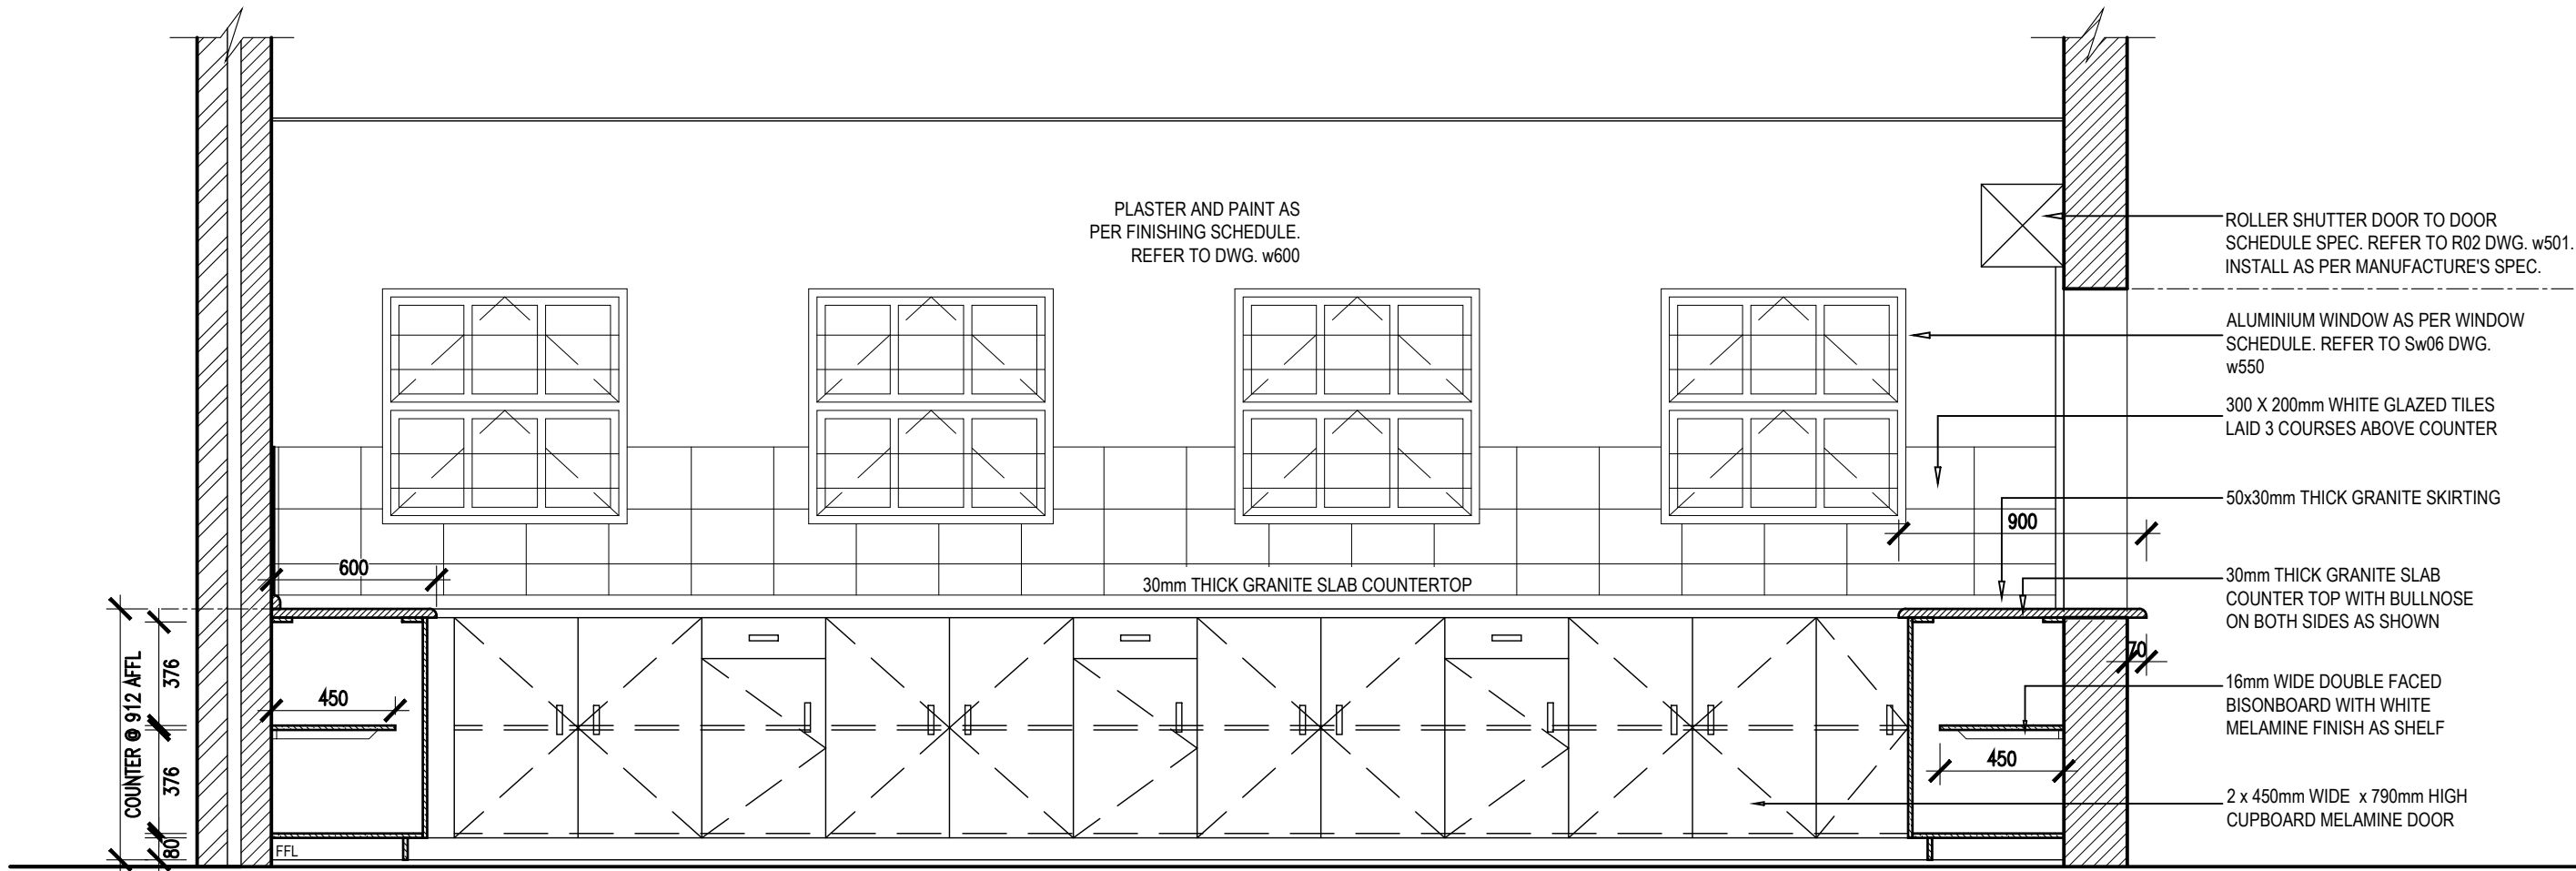 PLASTER AND PAINT AS
PER FINISHING SCHEDULE.
REFER TO DWG. w600
ROLLER SHUTTER DOOR TO DOOR
SCHEDULE SPEC. REFER TO R02 DWG. w501.
INSTALL AS PER MANUFACTURE'S SPEC.
ALUMINIUM WINDOW AS PER WINDOW
SCHEDULE. REFER TO Sw06 DWG.
w550
300 X 200mm WHITE GLAZED TILES
LAID 3 COURSES ABOVE COUNTER
50x30mm THICK GRANITE SKIRTING
900
600
30mm THICK GRANITE SLAB COUNTERTOP
30mm THICK GRANITE SLAB
COUNTER TOP WITH BULLNOSE
ON BOTH SIDES AS SHOWN
70
COUNTER @ 912 AFFL
376
376
80
450
450
16mm WIDE DOUBLE FACED
BISONBOARD WITH WHITE
MELAMINE FINISH AS SHELF
2 x 450mm WIDE x 790mm HIGH
CUPBOARD MELAMINE DOOR
FFL